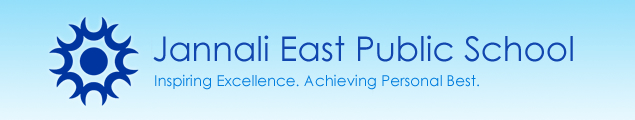 Jannali East Public School
Inspiring Excellence. Achieving Personal Best.